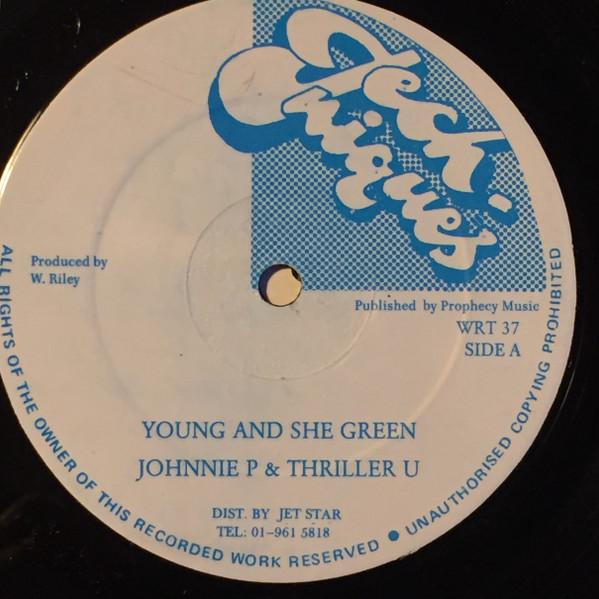 Tech-
niques
Produced by
W. Riley
Published by Prophecy Music
WRT 37
SIDE A
YOUNG AND SHE GREEN
JOHNNIE P & THRILLER U
DIST. BY JET STAR
TEL: 01-961 5818
ALL RIGHTS OF THE OWNER OF THIS RECORDED WORK RESERVED ● UNAUTHORISED COPYING PROHIBITED